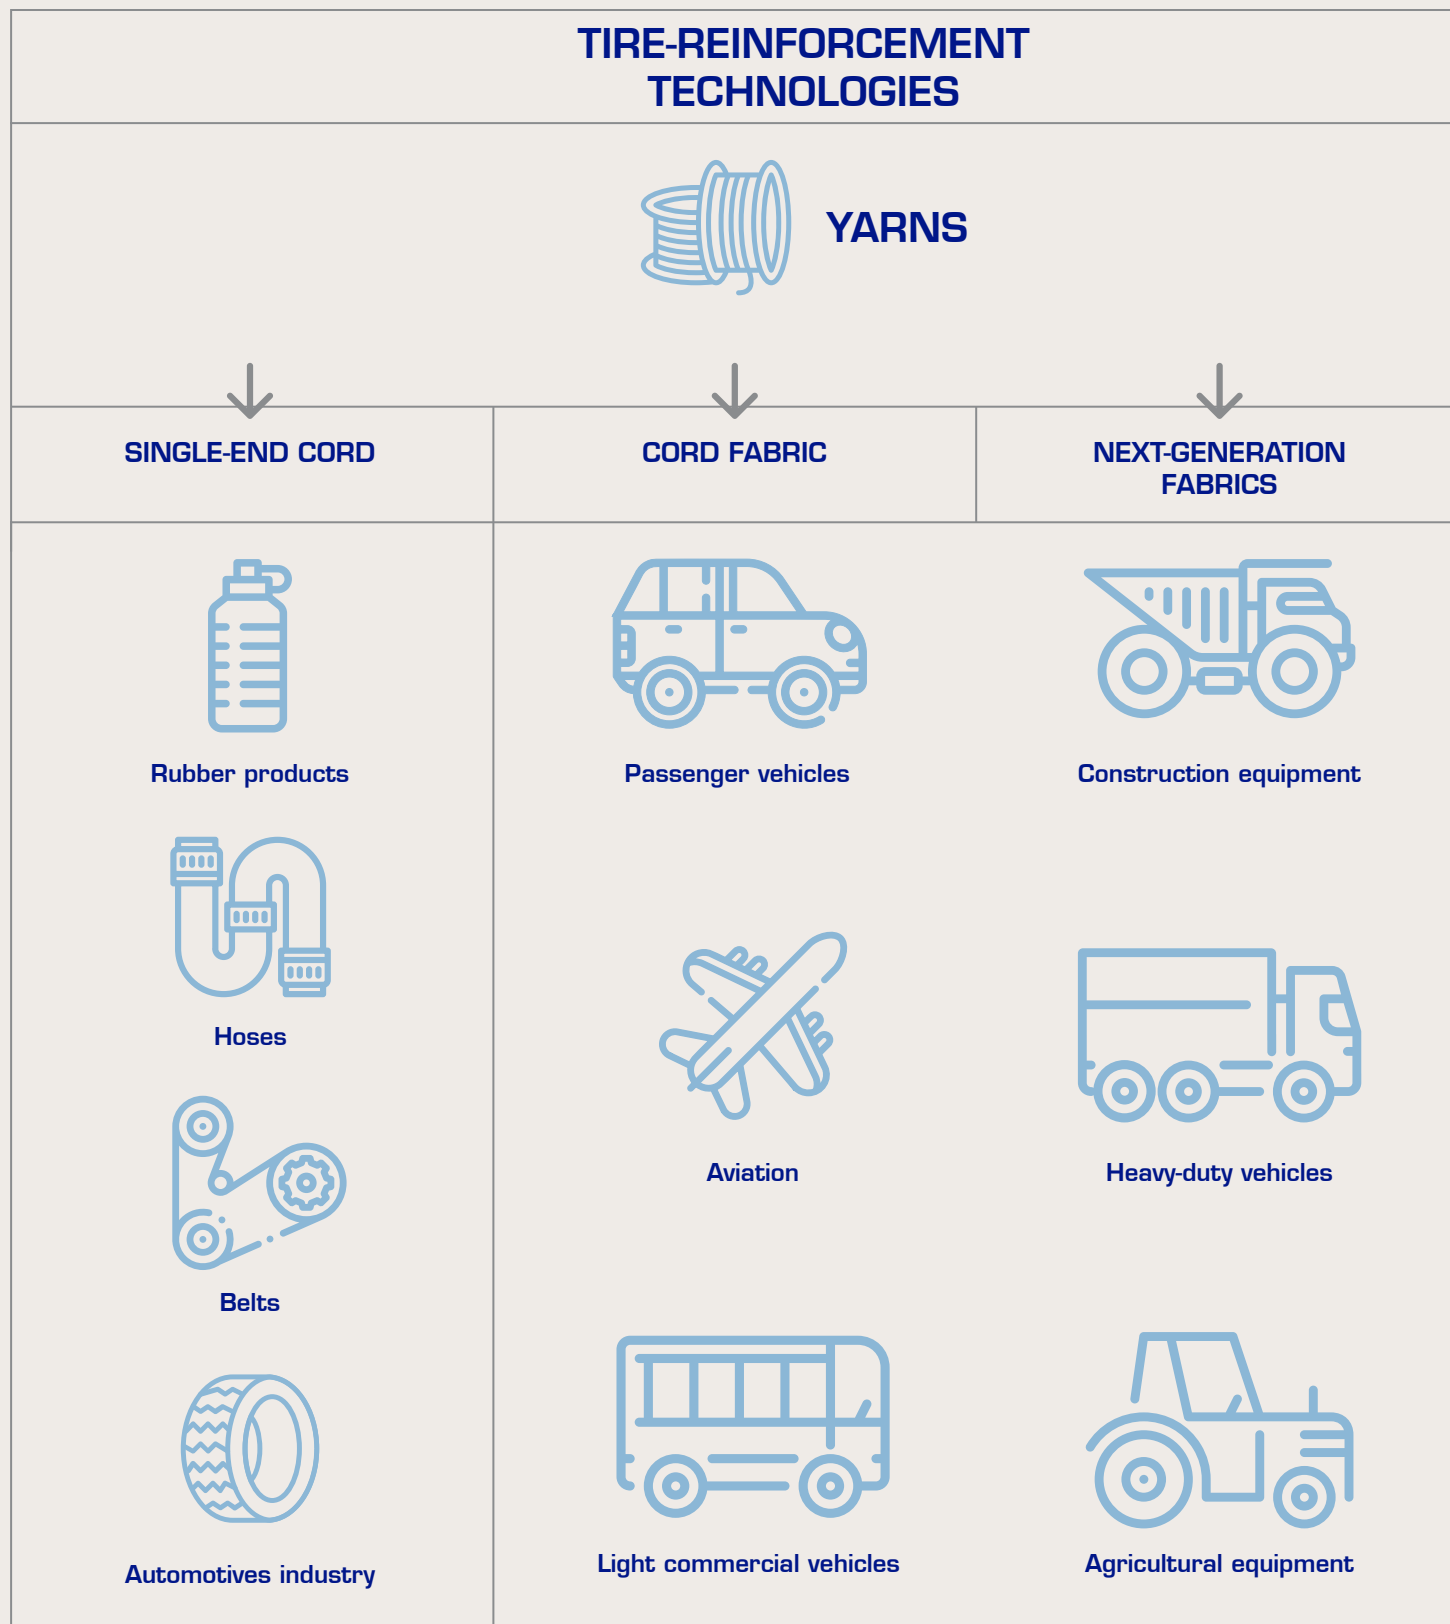 TIRE-REINFORCEMENT
TECHNOLOGIES
YARNS
SINGLE-END CORD
CORD FABRIC
NEXT-GENERATION
FABRICS
Rubber products
Passenger vehicles
Construction equipment
Hoses
Aviation
Heavy-duty vehicles
Belts
Light commercial vehicles
Agricultural equipment
Automotives industry